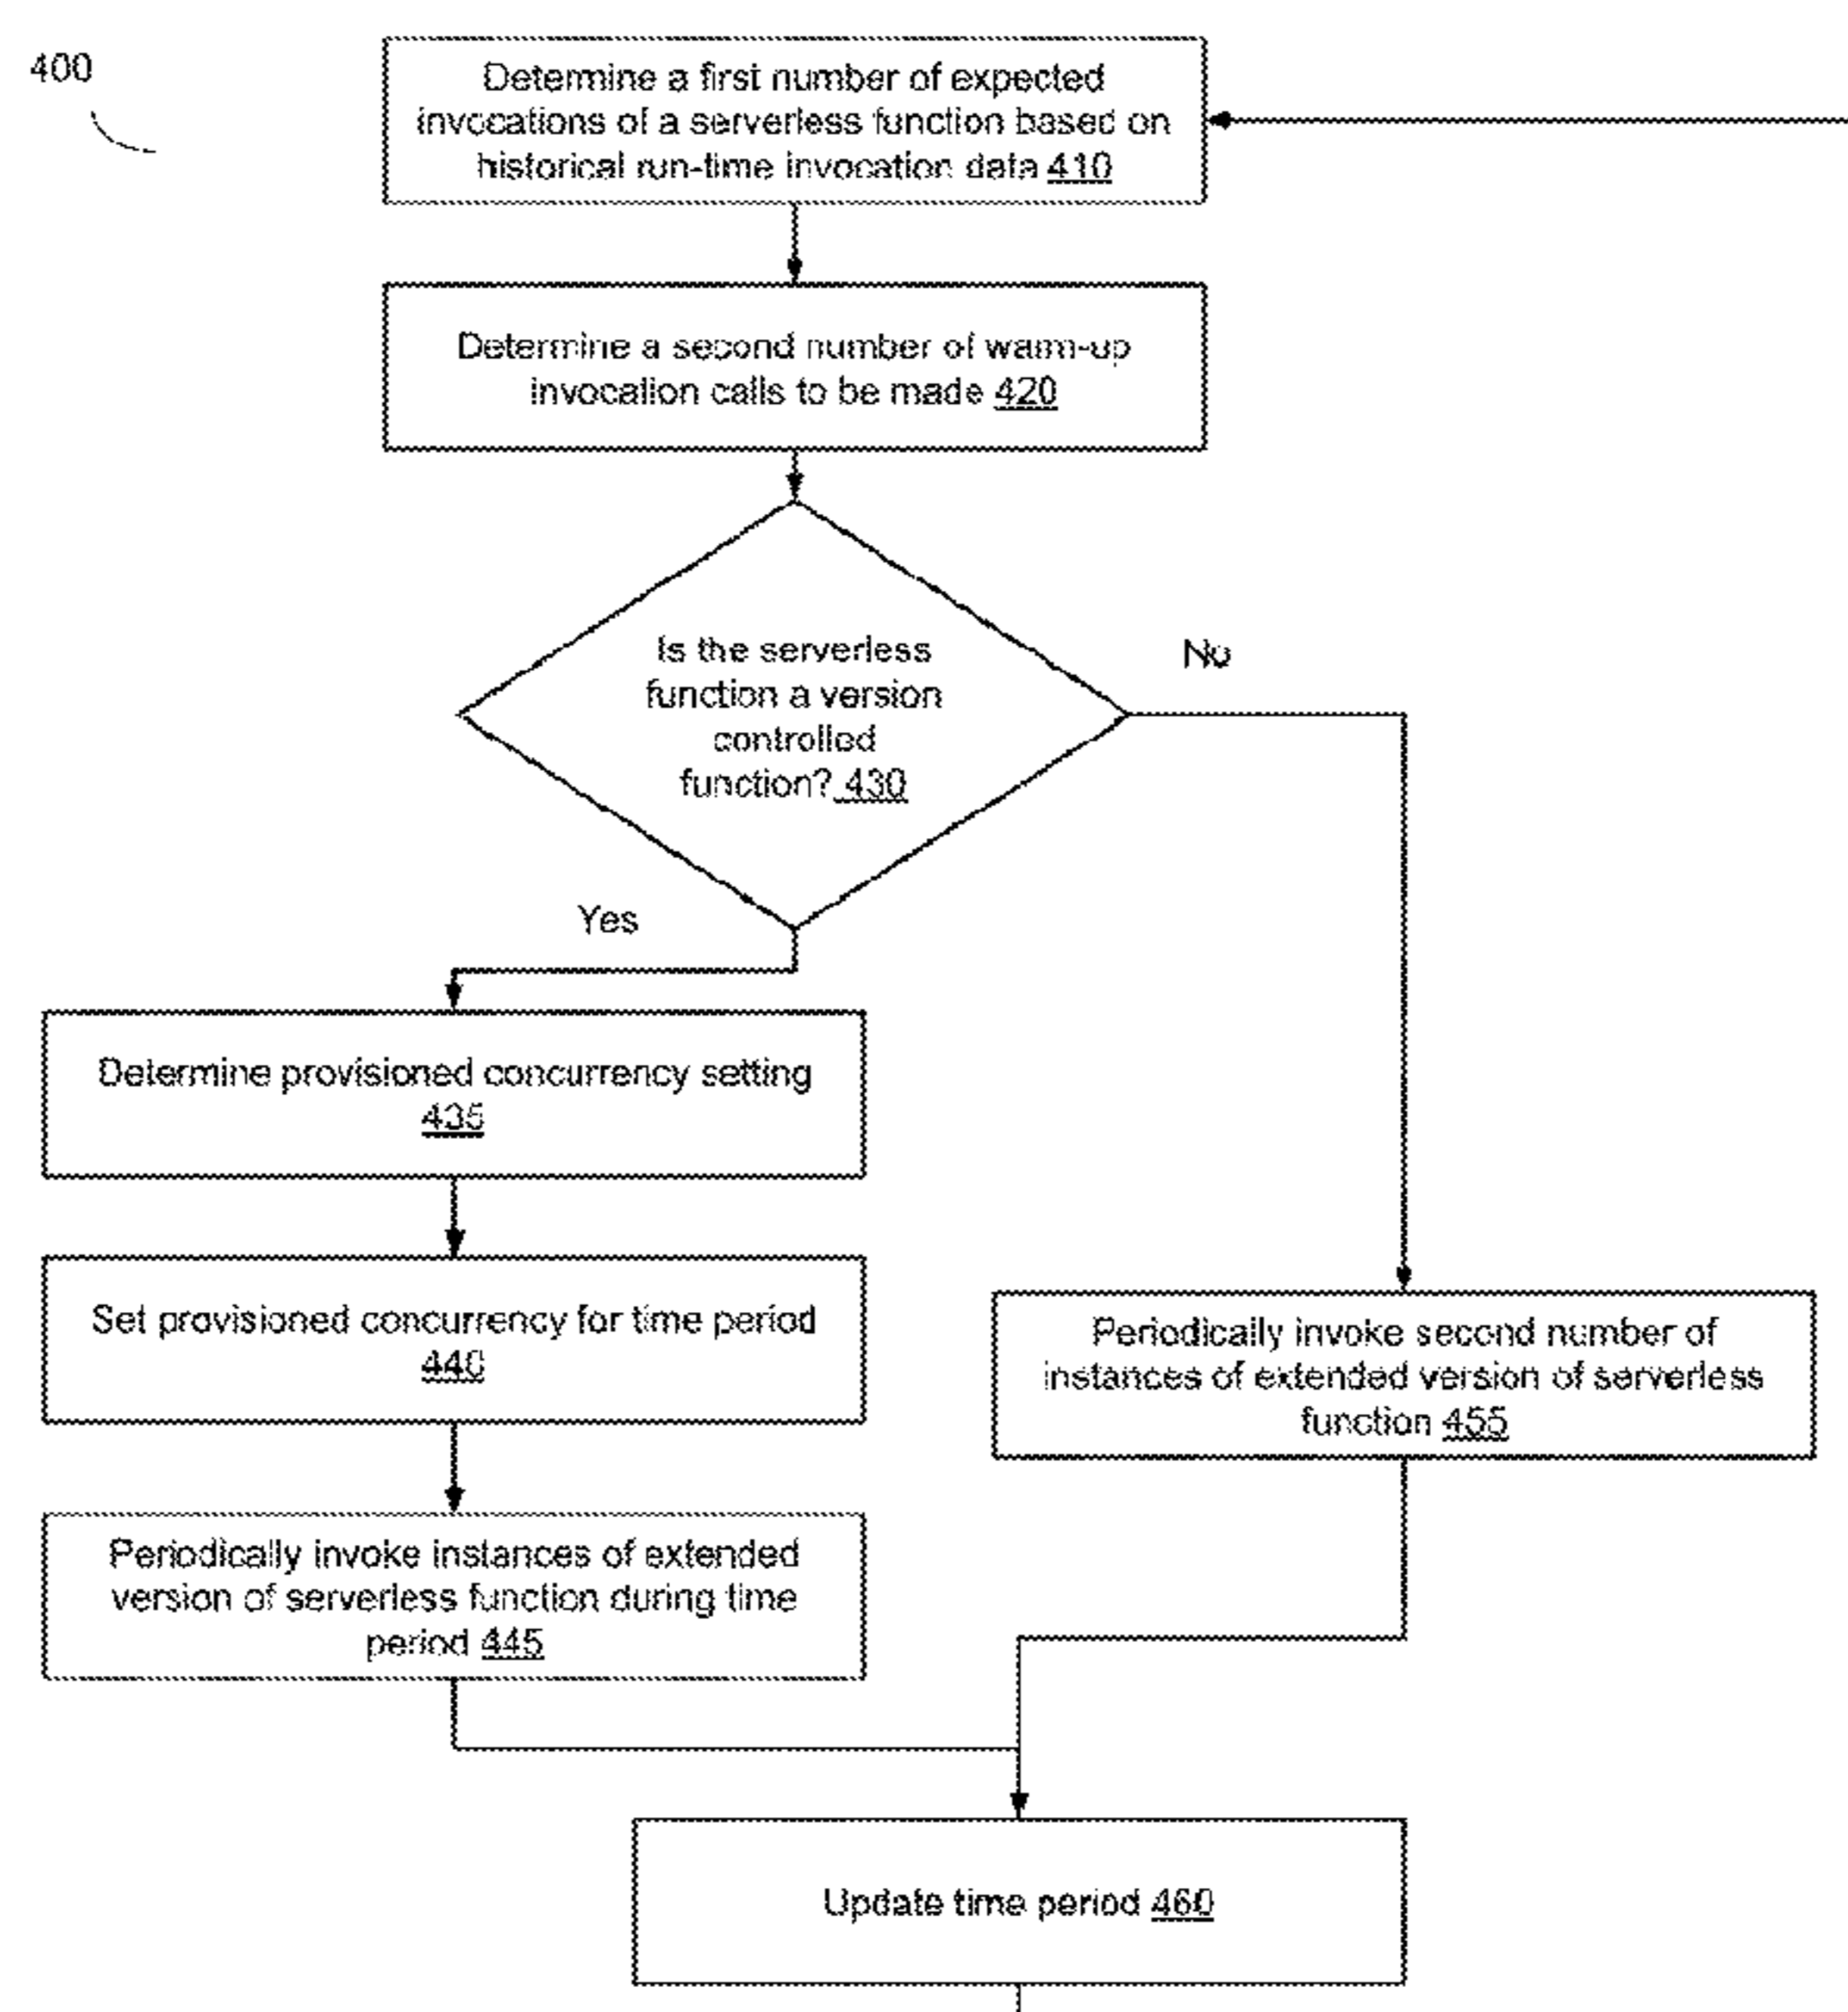 400
Determine a first number of expected
invocations of a serverless function based on
historical run-time invocation data 410
Determine a second number of warm-up
invocation calls to be made 420
Is the serverless
function a version
controlled
function? 430
No
Yes
Determine provisioned concurrency setting
435
Set provisioned concurrency for time period
440
Periodically invoke second number of
instances of extended version of serverless
function 455
Periodically invoke instances of extended
version of serverless function during time
period 445
Update time period 460